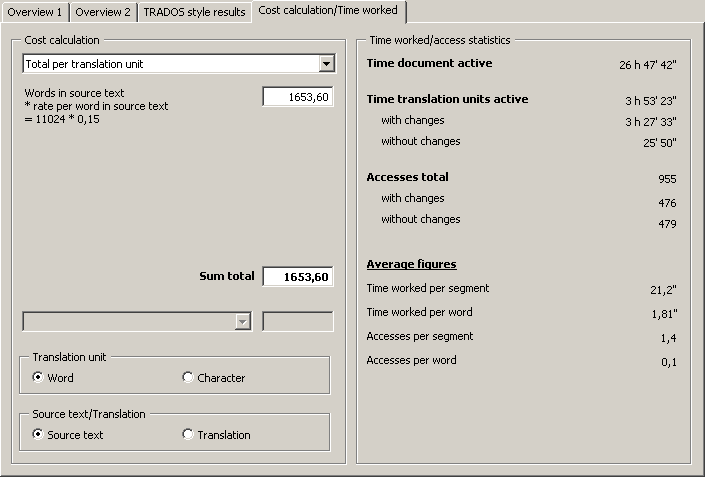 Overview 1 Overview 2 TRADOS style results Cost calculation/Time worked
Cost calculation
Total per translation unit
Words in source text 1653,60
* rate per word in source text
= 11024 * 0,15
Sum total 1653,60
Translation unit
Word Character
Source text/Translation
Source text Translation
Time worked/access statistics
Time document active 26 h 47' 42"
Time translation units active 3 h 53' 23"
with changes 3 h 27' 33"
without changes 25' 50"
Accesses total 955
with changes 476
without changes 479
Average figures
Time worked per segment 21,2"
Time worked per word 1,81"
Accesses per segment 1,4
Accesses per word 0,1